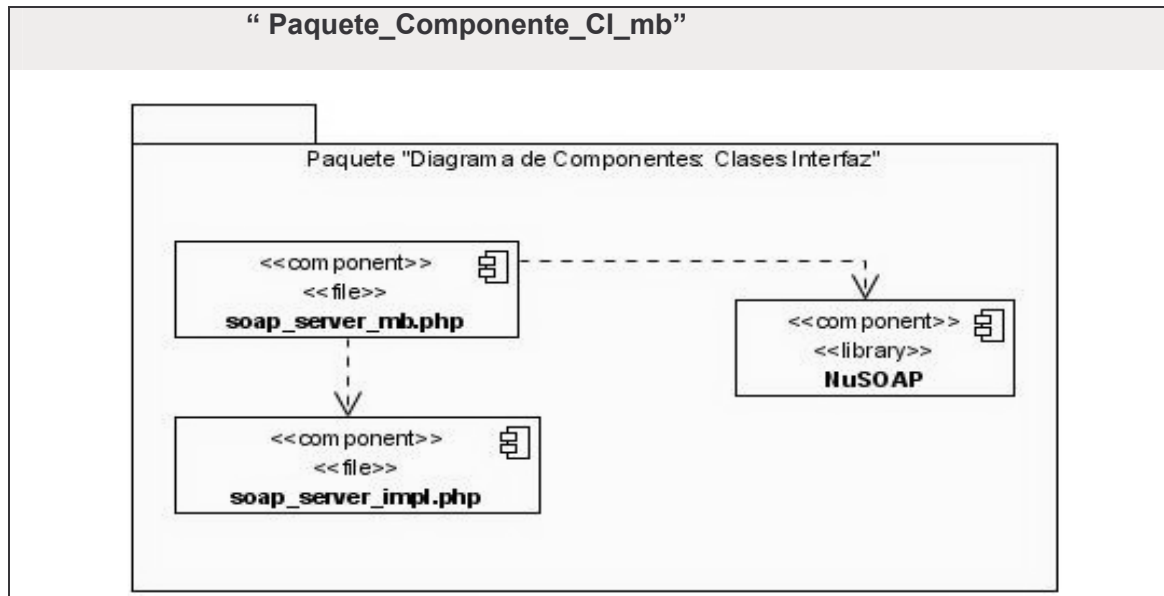 “ Paquete_Componente_CI_mb”
Paquete "Diagrama de Componentes: Clases Interfaz"
<<component>>
<<file>>
soap_server_mb.php
<<component>>
<<library>>
NuSOAP
<<component>>
<<file>>
soap_server_impl.php